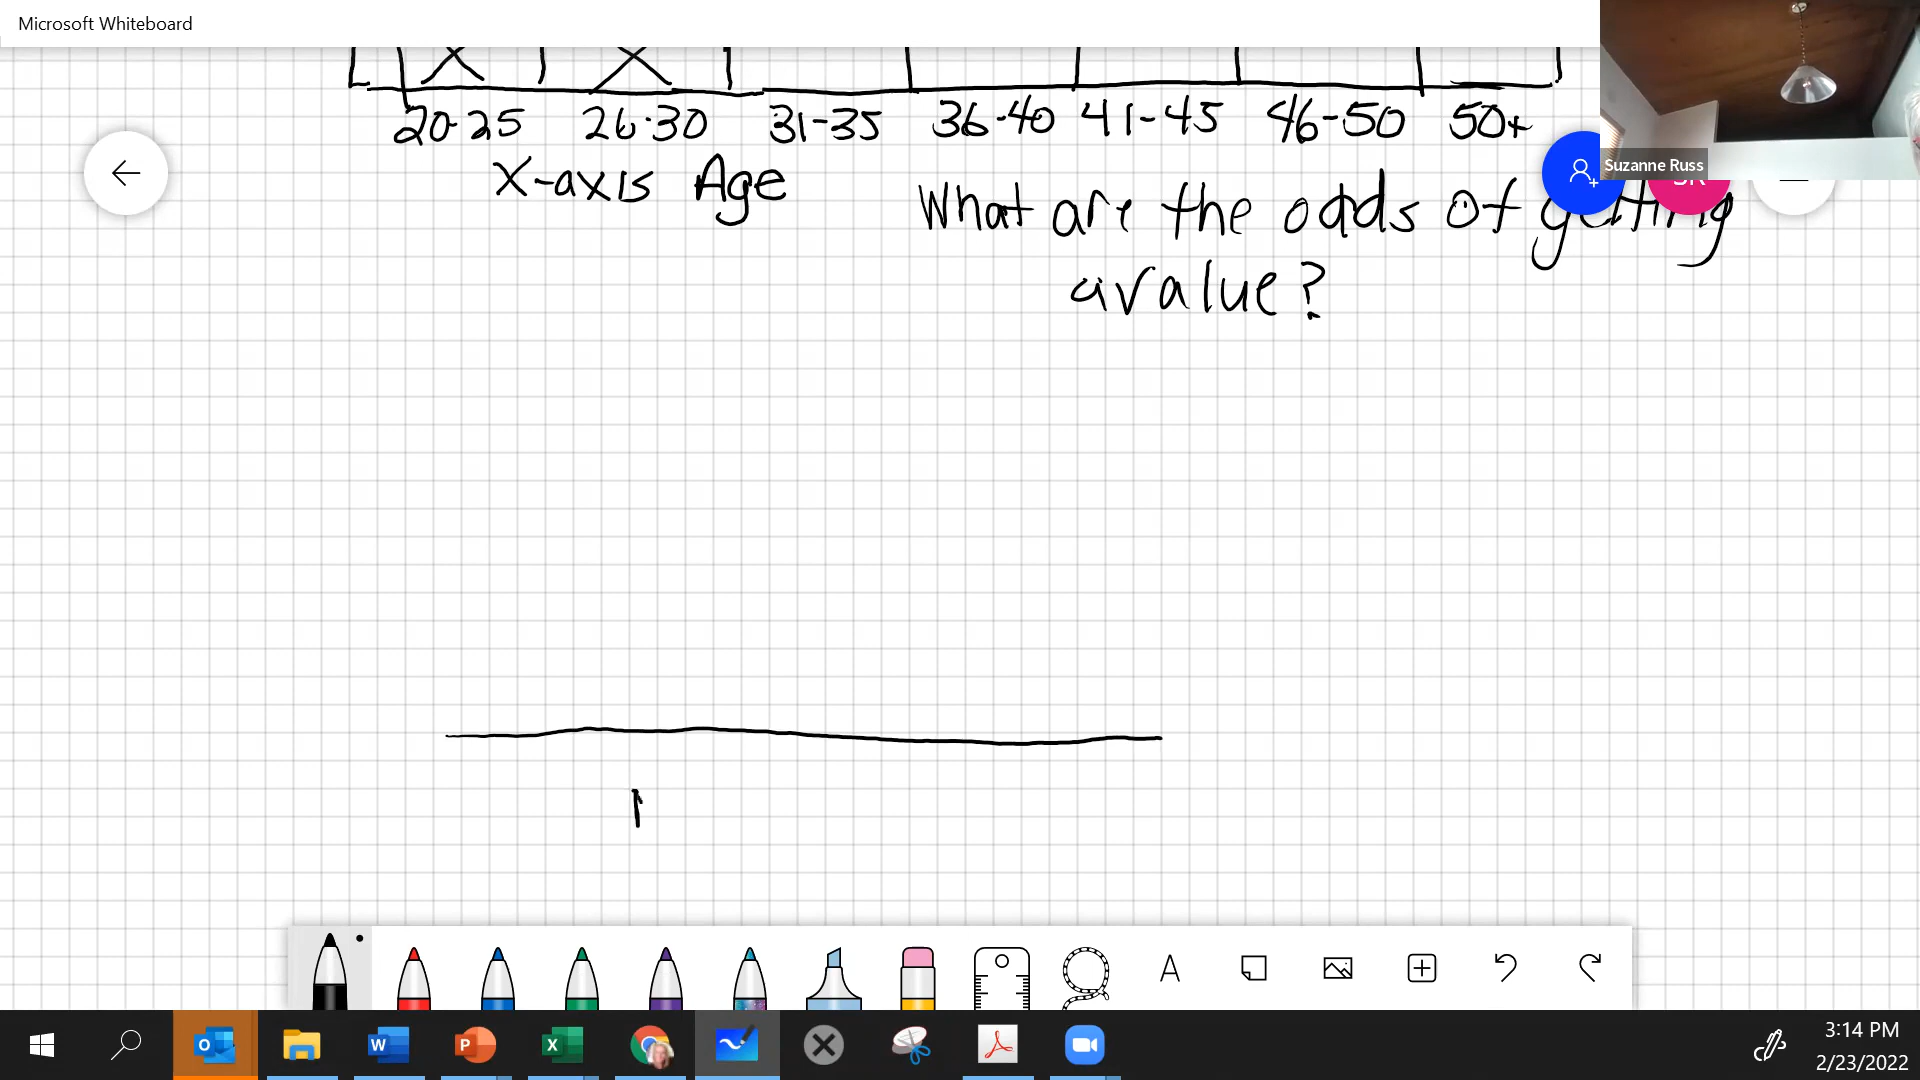 Microsoft Whiteboard
20-25 26-30 31-35 36-40 41-45 46-50 50+
Suzanne Russ
X-axis Age
What are the odds of getting
a value?
A
3:14 PM
2/23/2022